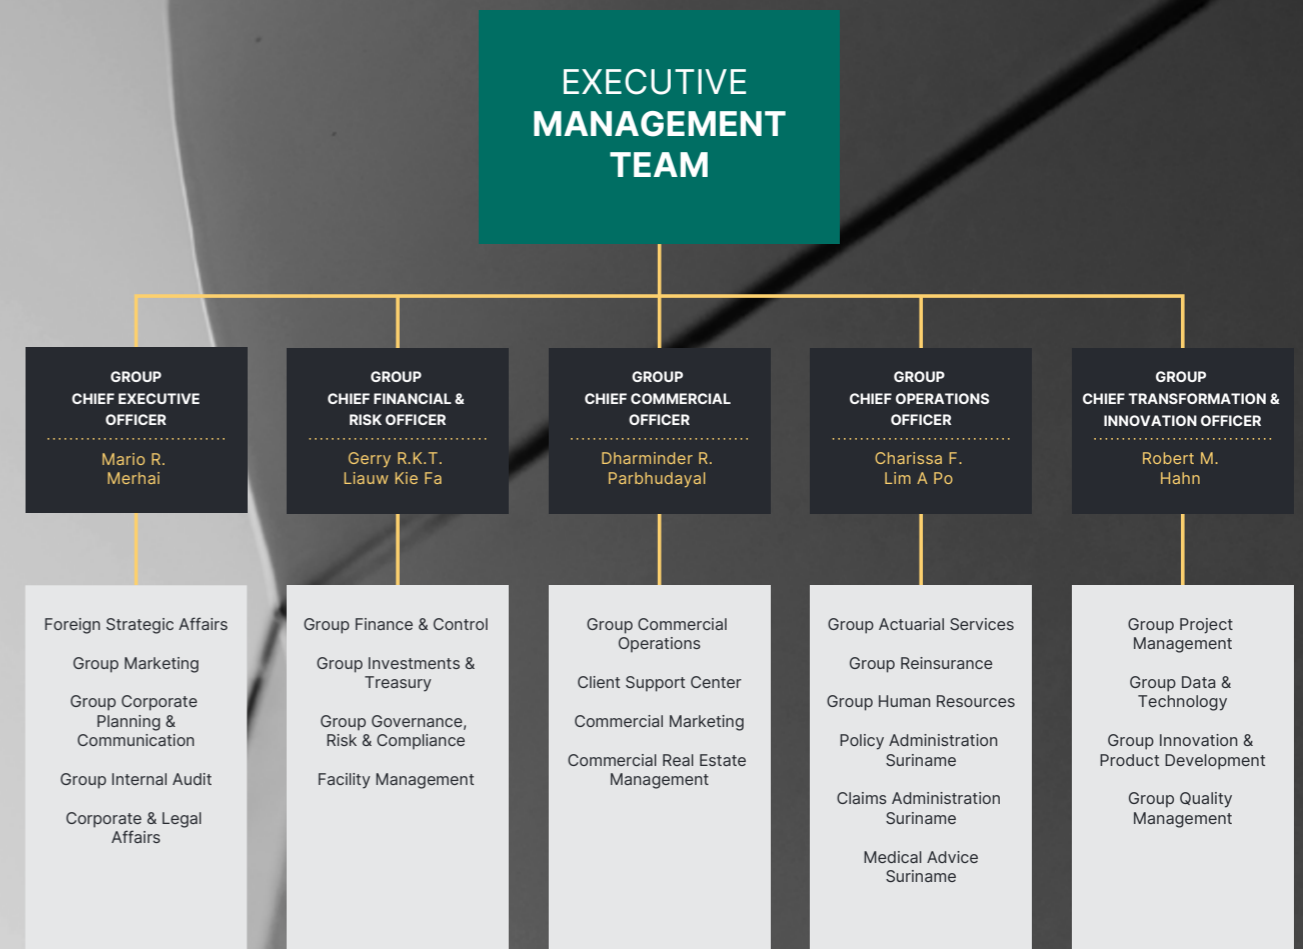 EXECUTIVE
MANAGEMENT
TEAM
GROUP
CHIEF EXECUTIVE
OFFICER
Mario R.
Merhai
Foreign Strategic Affairs
Group Marketing
Group Corporate
Planning &
Communication
Group Internal Audit
Corporate & Legal
Affairs
GROUP
CHIEF FINANCIAL &
RISK OFFICER
Gerry R.K.T.
Liauw Kie Fa
Group Finance & Control
Group Investments &
Treasury
Group Governance,
Risk & Compliance
Facility Management
GROUP
CHIEF COMMERCIAL
OFFICER
Dharminder R.
Parbhudayal
Group Commercial
Operations
Client Support Center
Commercial Marketing
Commercial Real Estate
Management
GROUP
CHIEF OPERATIONS
OFFICER
Charissa F.
Lim A Po
Group Actuarial Services
Group Reinsurance
Group Human Resources
Policy Administration
Suriname
Claims Administration
Suriname
Medical Advice
Suriname
GROUP
CHIEF TRANSFORMATION &
INNOVATION OFFICER
Robert M.
Hahn
Group Project
Management
Group Data &
Technology
Group Innovation &
Product Development
Group Quality
Management